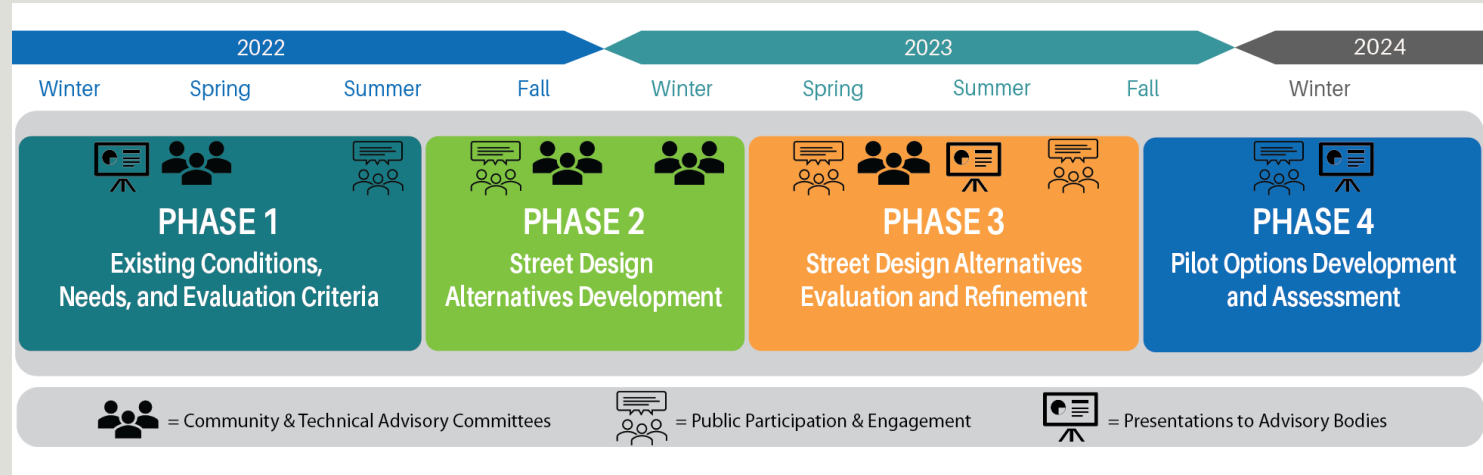 2022 2023 2024
Winter Spring Summer Fall Winter Spring Summer Fall Winter
PHASE 1
Existing Conditions,
Needs, and Evaluation Criteria
PHASE 2
Street Design
Alternatives Development
PHASE 3
Street Design Alternatives
Evaluation and Refinement
PHASE 4
Pilot Options Development
and Assessment
= Community & Technical Advisory Committees
= Public Participation & Engagement
= Presentations to Advisory Bodies